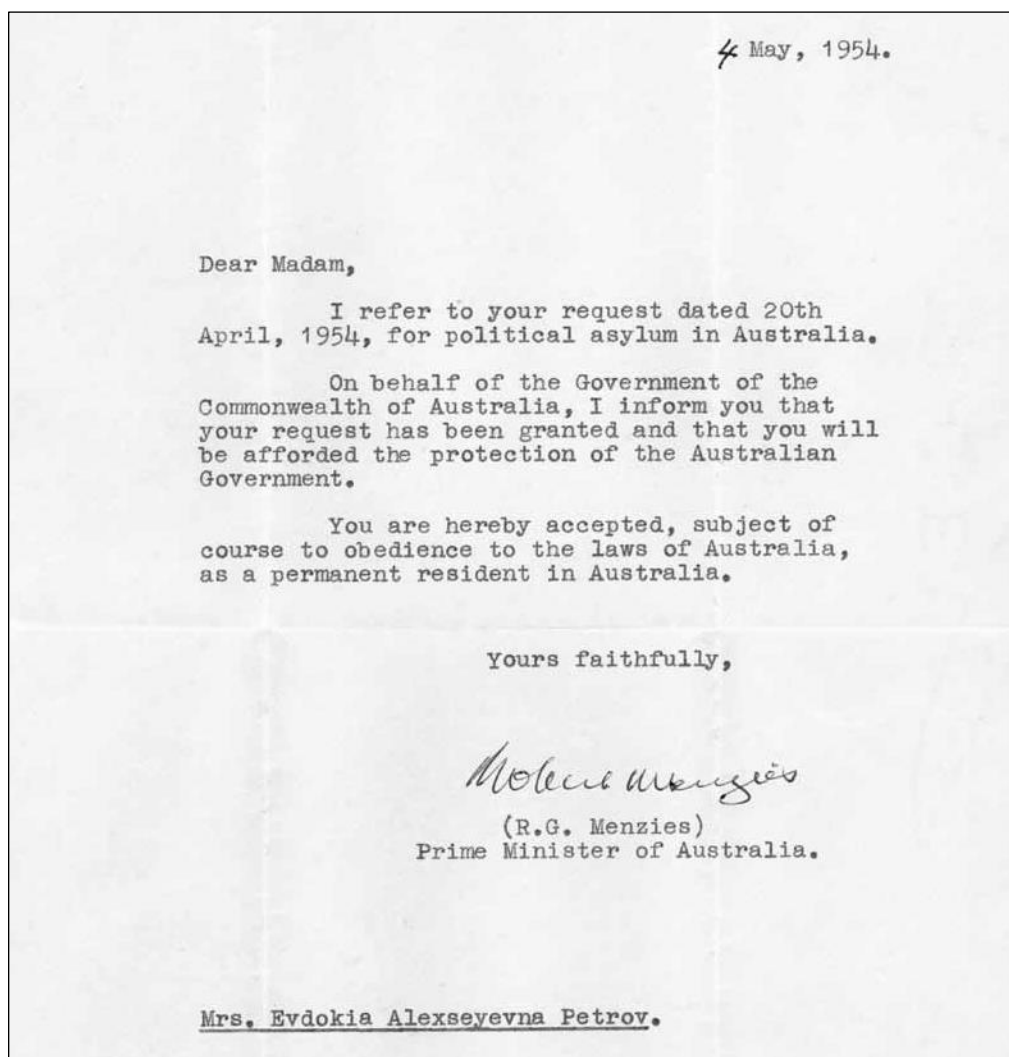 4 May, 1954.
Dear Madam,
I refer to your request dated 20th
April, 1954, for political asylum in Australia.
On behalf of the Government of the
Commonwealth of Australia, I inform you that
your request has been granted and that you will
be afforded the protection of the Australian
Government.
You are hereby accepted, subject of
course to obedience to the laws of Australia,
as a permanent resident in Australia.
Yours faithfully,
Robert Menzies
(R.G. Menzies)
Prime Minister of Australia.
Mrs. Evdokia Alexseyevna Petrov.